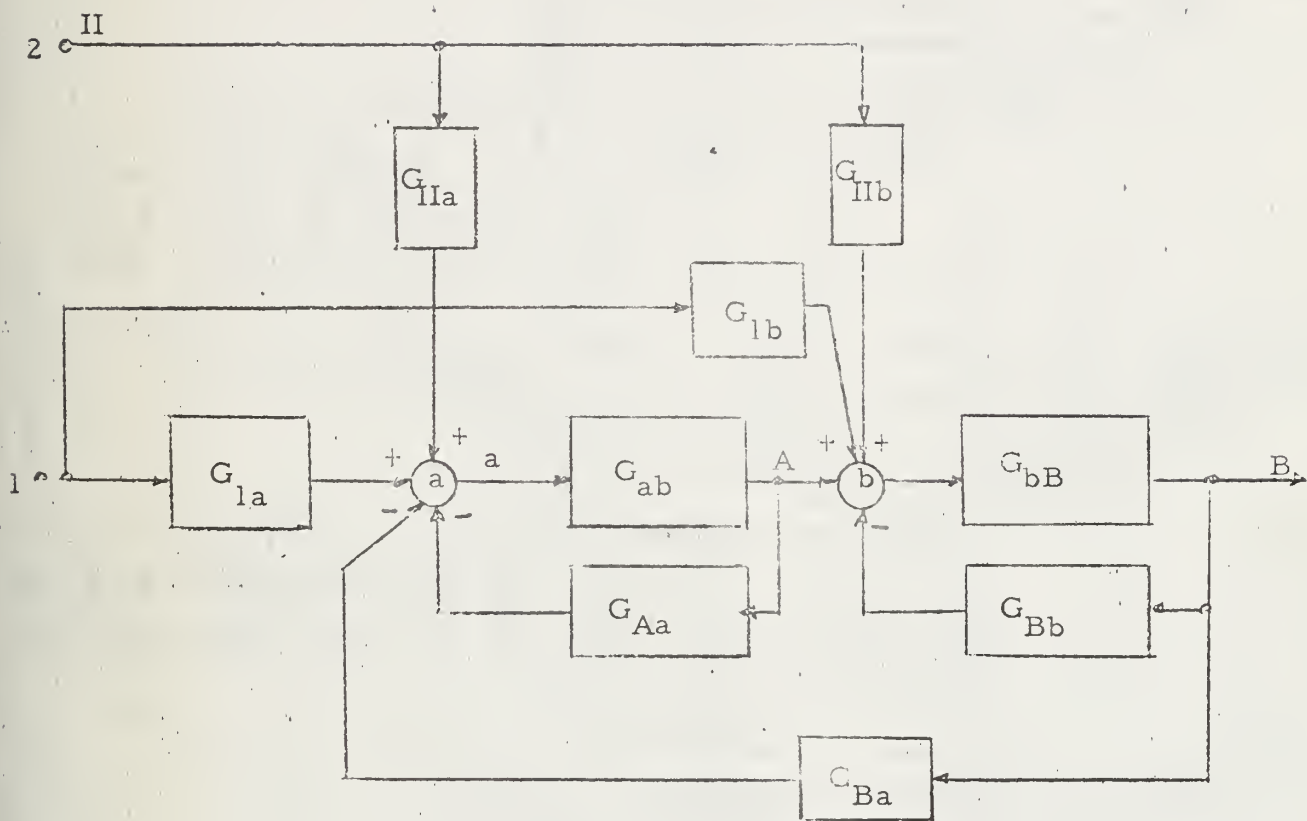 II
2
G_IIa
G_IIb
G_1b
+ + + +
1 G_1a a a G_ab A b G_bB B
- - -
G_Aa G_Bb
G_Ba